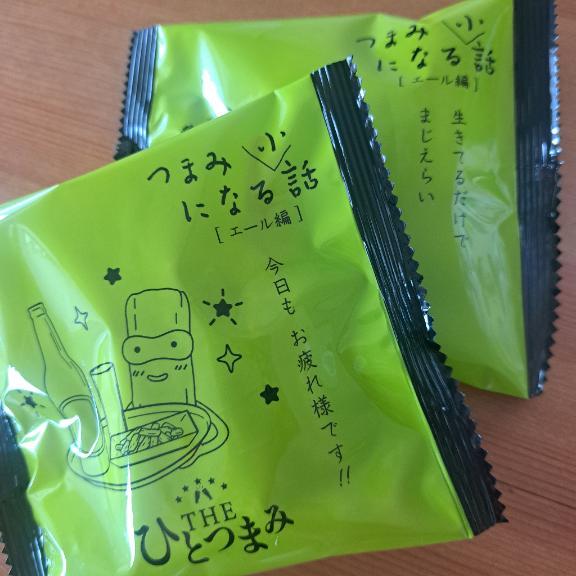 つまみ
になる小話
[エール編]
今日も お疲れ様です!!
THE
ひとつまみ
つまみ
になる小話
[エール編]
生きてるだけで
まじえらい